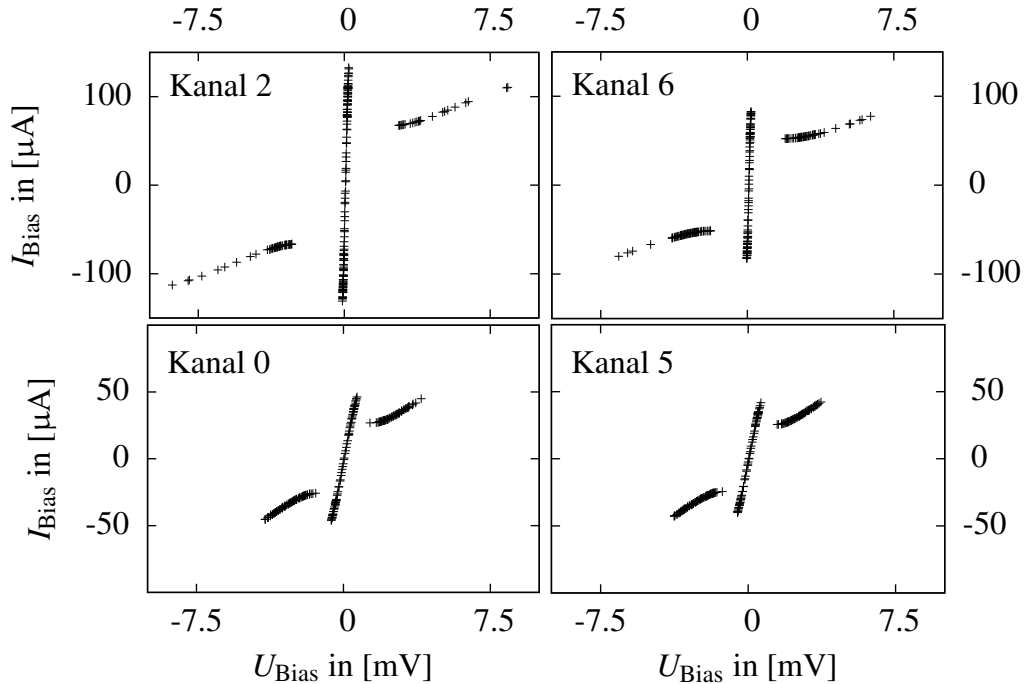 -7.5 0 7.5 -7.5 0 7.5
Kanal 2 Kanal 6
100 100
0 0
-100 -100
I_Bias in [µA]
Kanal 0 Kanal 5
50 50
0 0
-50 -50
I_Bias in [µA]
-7.5 0 7.5 -7.5 0 7.5
U_Bias in [mV] U_Bias in [mV]